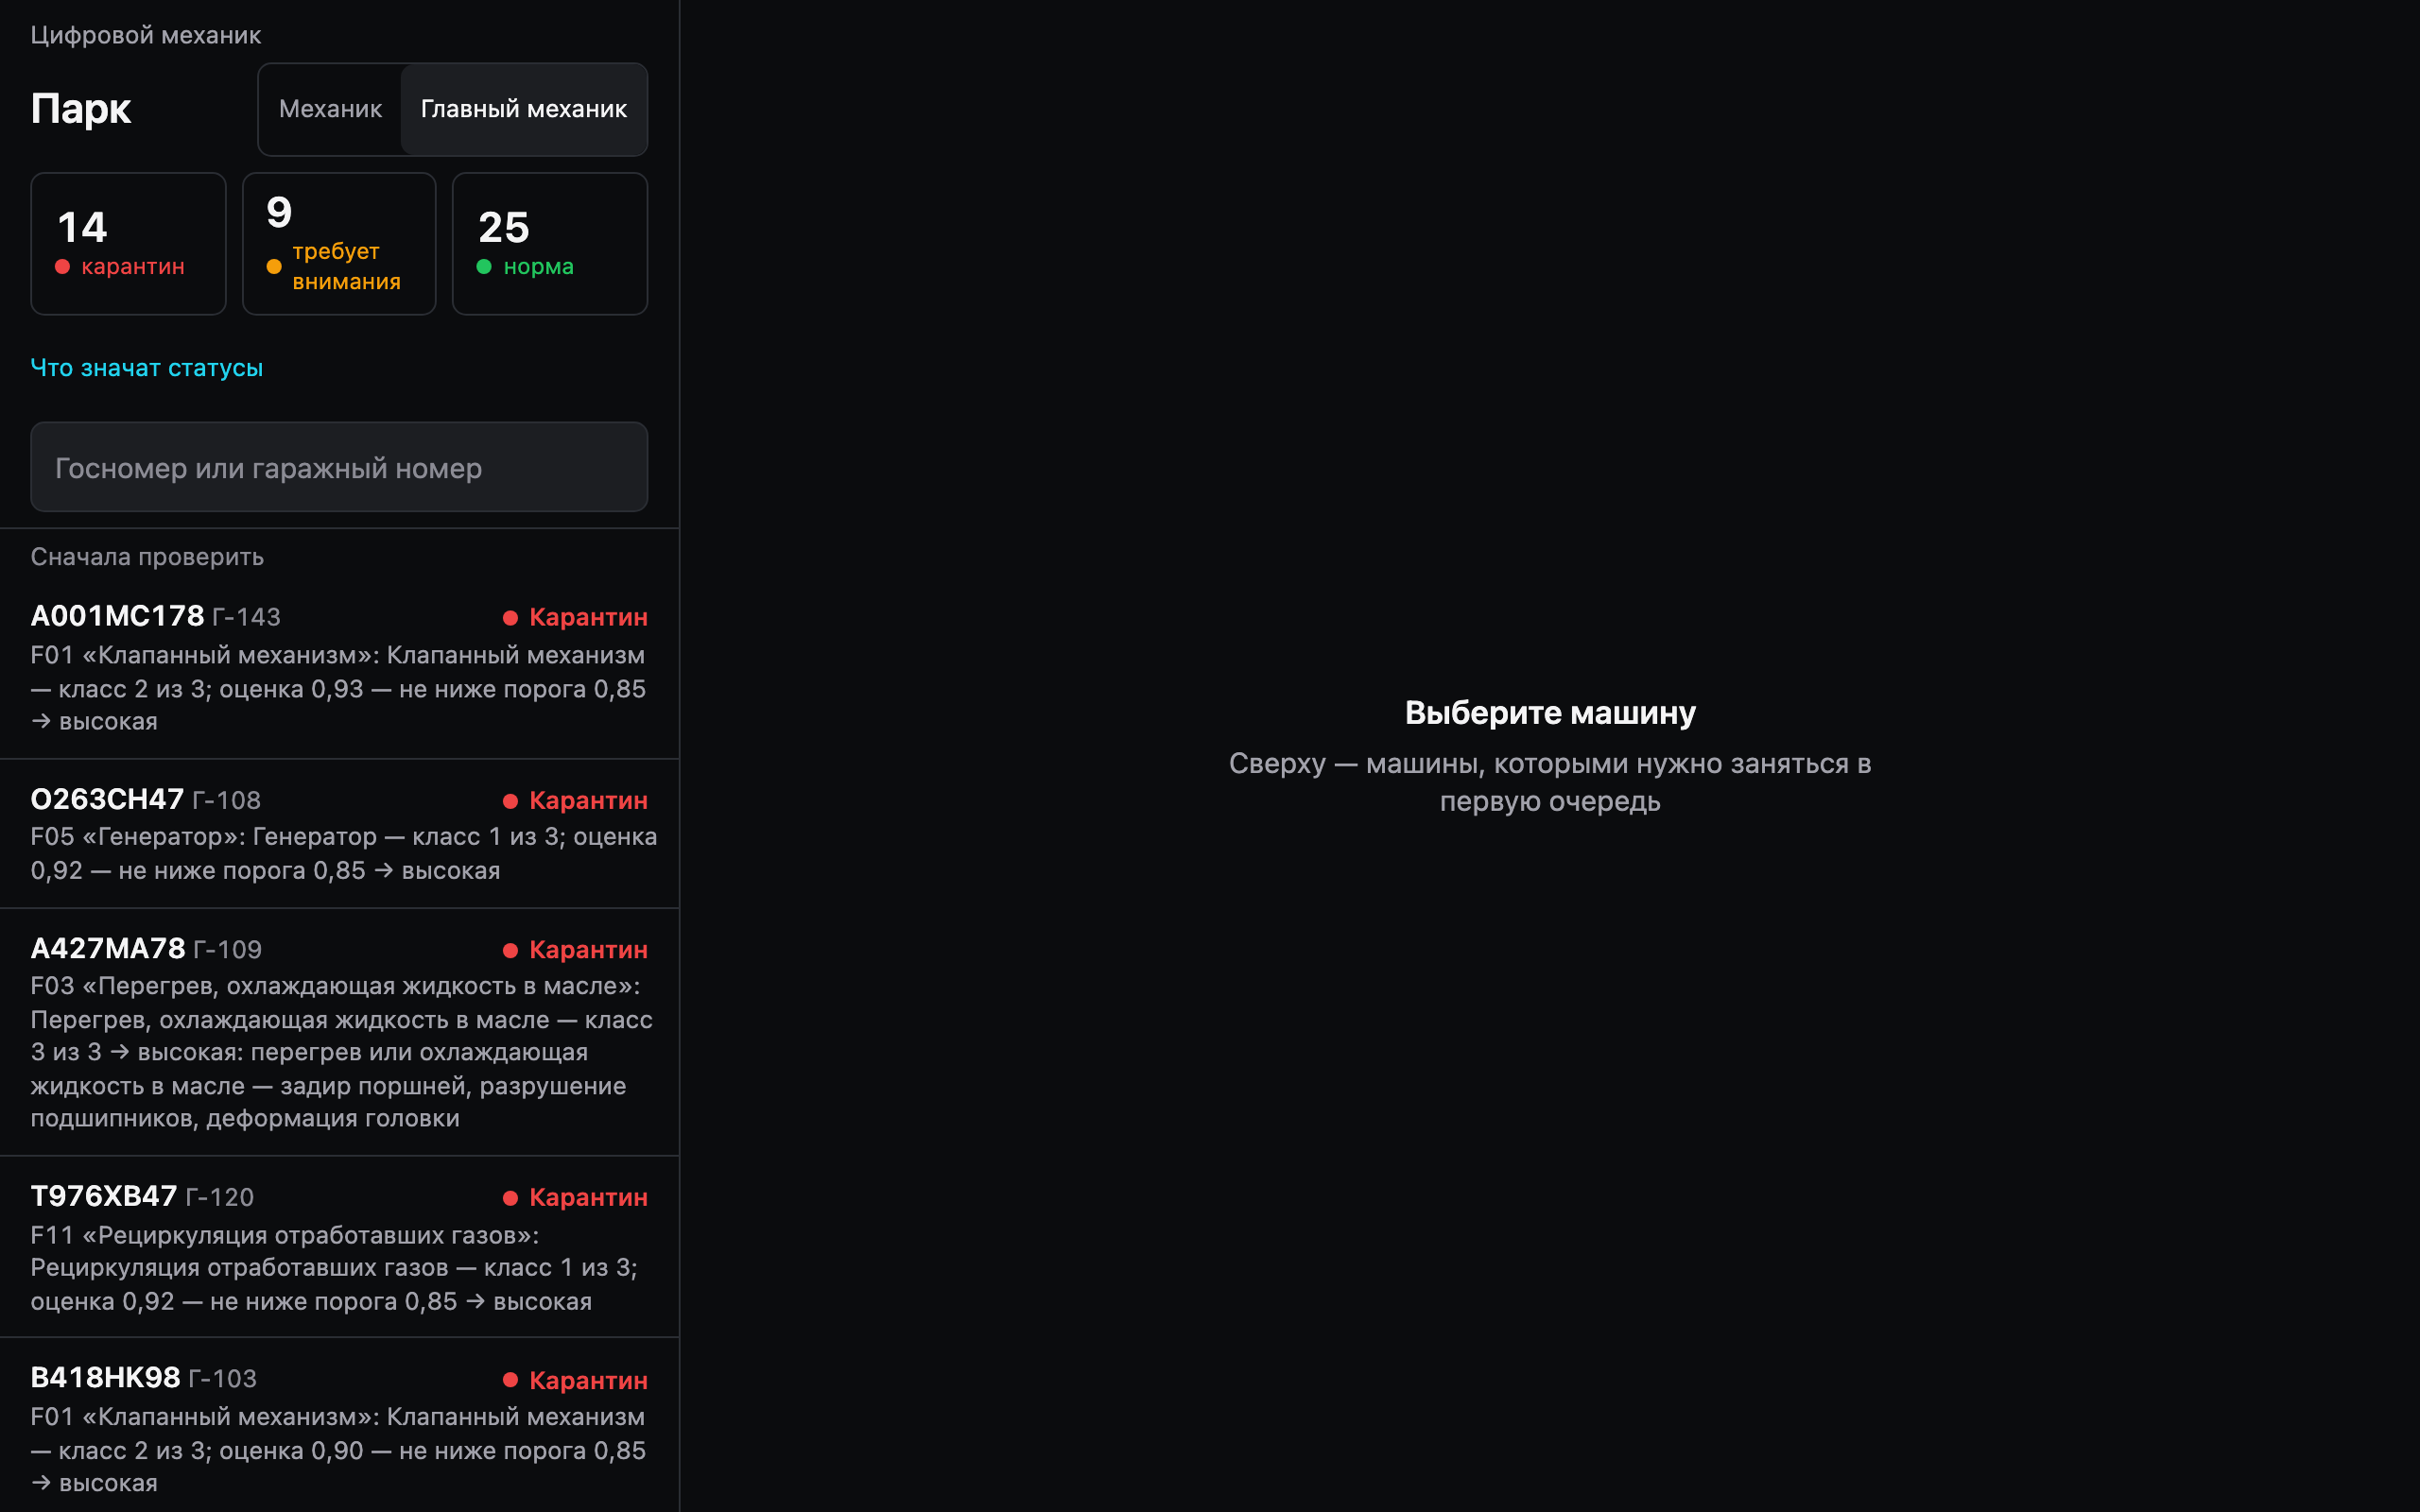 Цифровой механик
Парк
Механик
Главный механик
14
карантин
9
требует
внимания
25
норма
Что значат статусы
Госномер или гаражный номер
Сначала проверить
А001МС178 Г-143
Карантин
F01 «Клапанный механизм»: Клапанный механизм
— класс 2 из 3; оценка 0,93 — не ниже порога 0,85
→ высокая
О263СН47 Г-108
Карантин
F05 «Генератор»: Генератор — класс 1 из 3; оценка
0,92 — не ниже порога 0,85 → высокая
А427МА78 Г-109
Карантин
F03 «Перегрев, охлаждающая жидкость в масле»:
Перегрев, охлаждающая жидкость в масле — класс
3 из 3 → высокая: перегрев или охлаждающая
жидкость в масле — задир поршней, разрушение
подшипников, деформация головки
Т976ХВ47 Г-120
Карантин
F11 «Рециркуляция отработавших газов»:
Рециркуляция отработавших газов — класс 1 из 3;
оценка 0,92 — не ниже порога 0,85 → высокая
В418НК98 Г-103
Карантин
F01 «Клапанный механизм»: Клапанный механизм
— класс 2 из 3; оценка 0,90 — не ниже порога 0,85
→ высокая
Выберите машину
Сверху — машины, которыми нужно заняться в
первую очередь